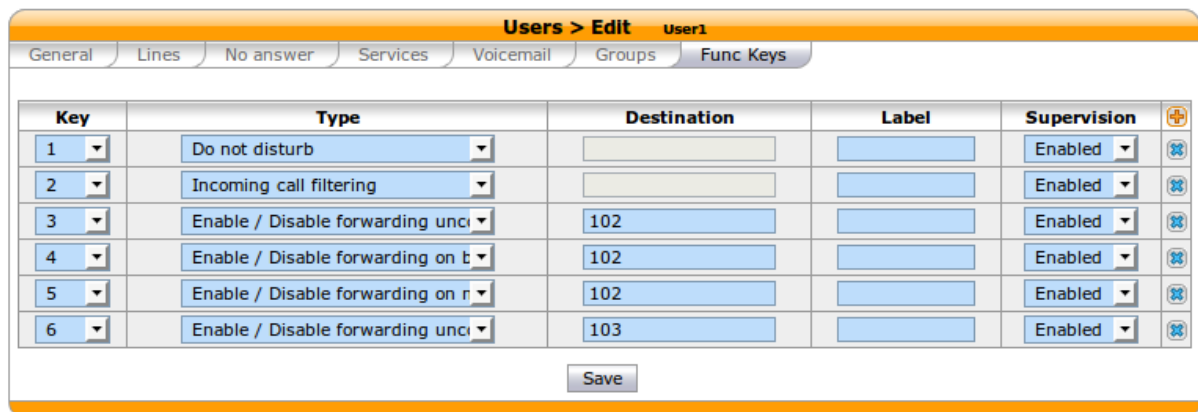 Users > Edit User1
General Lines No answer Services Voicemail Groups Func Keys
Key Type Destination Label Supervision
1 Do not disturb Enabled
2 Incoming call filtering Enabled
3 Enable / Disable forwarding 102 Enabled
4 Enable / Disable forwarding on 102 Enabled
5 Enable / Disable forwarding on 102 Enabled
6 Enable / Disable forwarding 103 Enabled
Save